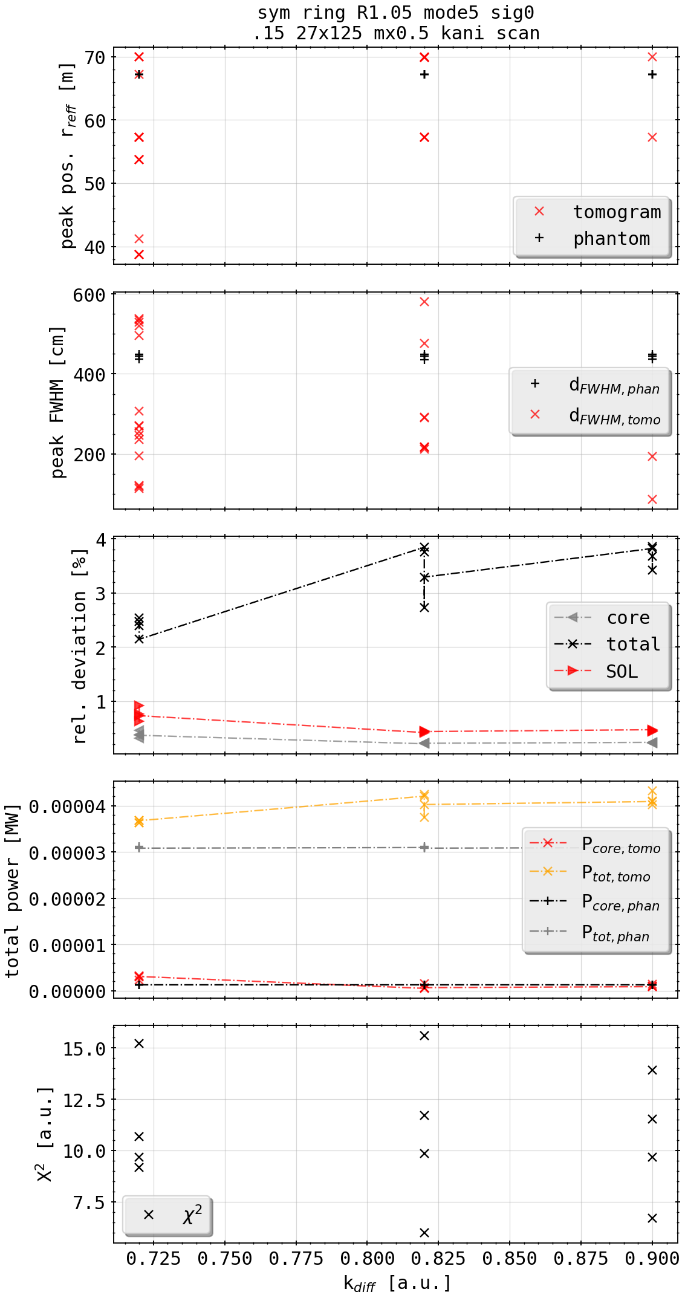 sym ring R1.05 mode5 sig0
.15 27x125 mx0.5 kani scan
peak pos. r_reff [m]
70
60
50
40
tomogram
phantom
peak FWHM [cm]
600
400
200
d_FWHM,phan
d_FWHM,tomo
rel. deviation [%]
4
3
2
1
core
total
SOL
total power [MW]
0.00004
0.00003
0.00002
0.00001
0.00000
P_core,tomo
P_tot,tomo
P_core,phan
P_tot,phan
X² [a.u.]
15.0
12.5
10.0
7.5
χ²
0.725 0.750 0.775 0.800 0.825 0.850 0.875 0.900
k_diff [a.u.]